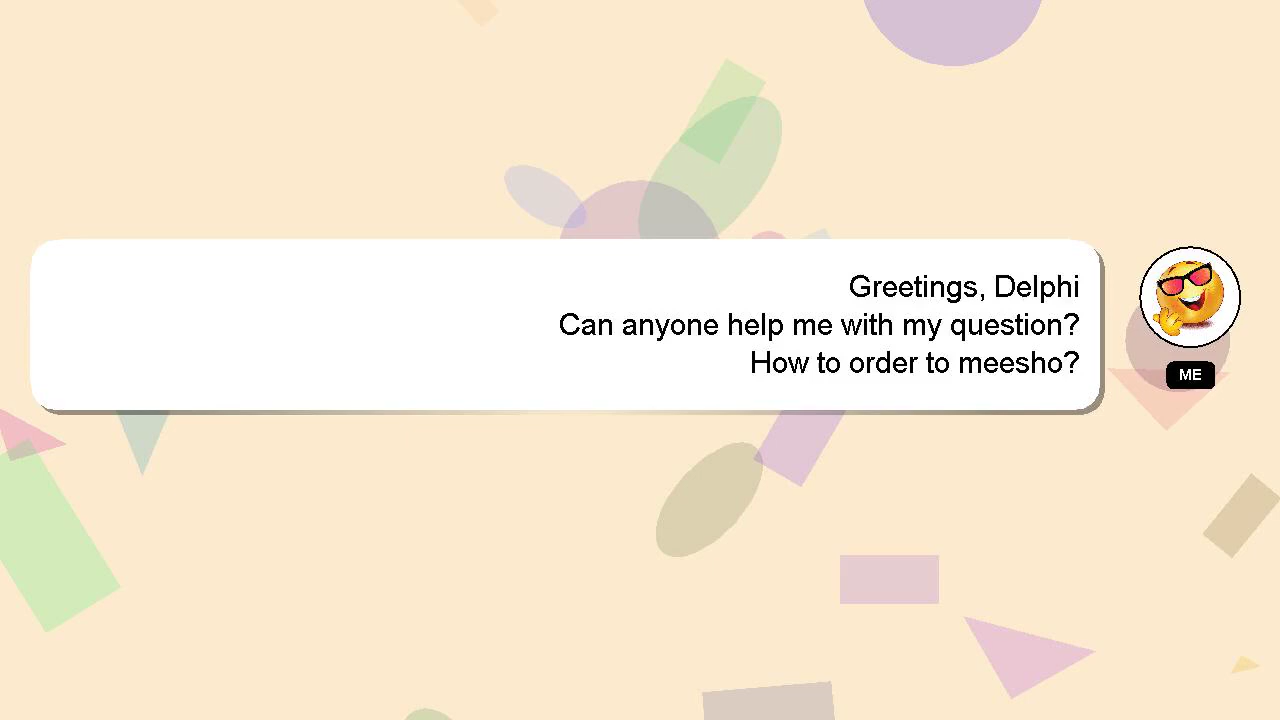 Greetings, Delphi
Can anyone help me with my question?
How to order to meesho?
ME